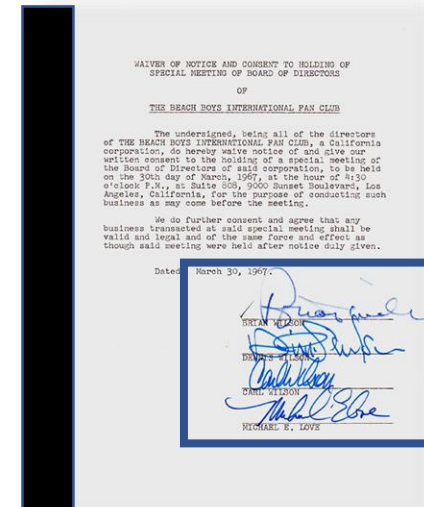 WAIVER OF NOTICE AND CONSENT TO HOLDING OF
SPECIAL MEETING OF BOARD OF DIRECTORS
OF
THE BEACH BOYS INTERNATIONAL FAN CLUB
The undersigned, being all of the directors
of THE BEACH BOYS INTERNATIONAL FAN CLUB, a California
corporation, do hereby waive notice of and give our
written consent to the holding of a special meeting of
the Board of Directors of said corporation, to be held
on the 30th day of March, 1967, at the hour of 4:30
o'clock P.M., at Suite 808, 9000 Sunset Boulevard, Los
Angeles, California, for the purpose of conducting such
business as may come before the meeting.
We do further consent and agree that any
business transacted at said special meeting shall be
valid and legal and of the same force and effect as
though said meeting were held after notice duly given.
Dated March 30, 1967.
BRIAN WILSON
DENNIS WILSON
Carl Wilson
CARL WILSON
Michael E Love
MICHAEL E. LOVE